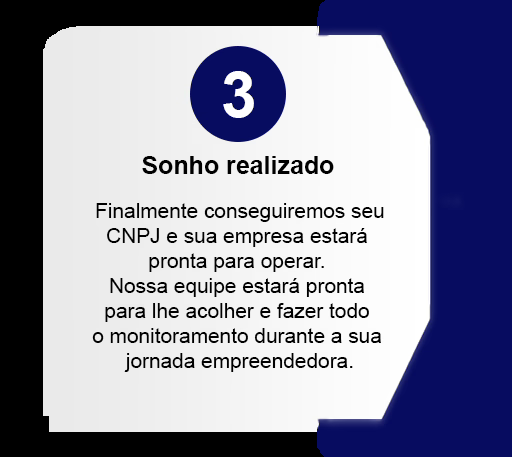 3
Sonho realizado
Finalmente conseguiremos seu
CNPJ e sua empresa estará
pronta para operar.
Nossa equipe estará pronta
para lhe acolher e fazer todo
o monitoramento durante a sua
jornada empreendedora.